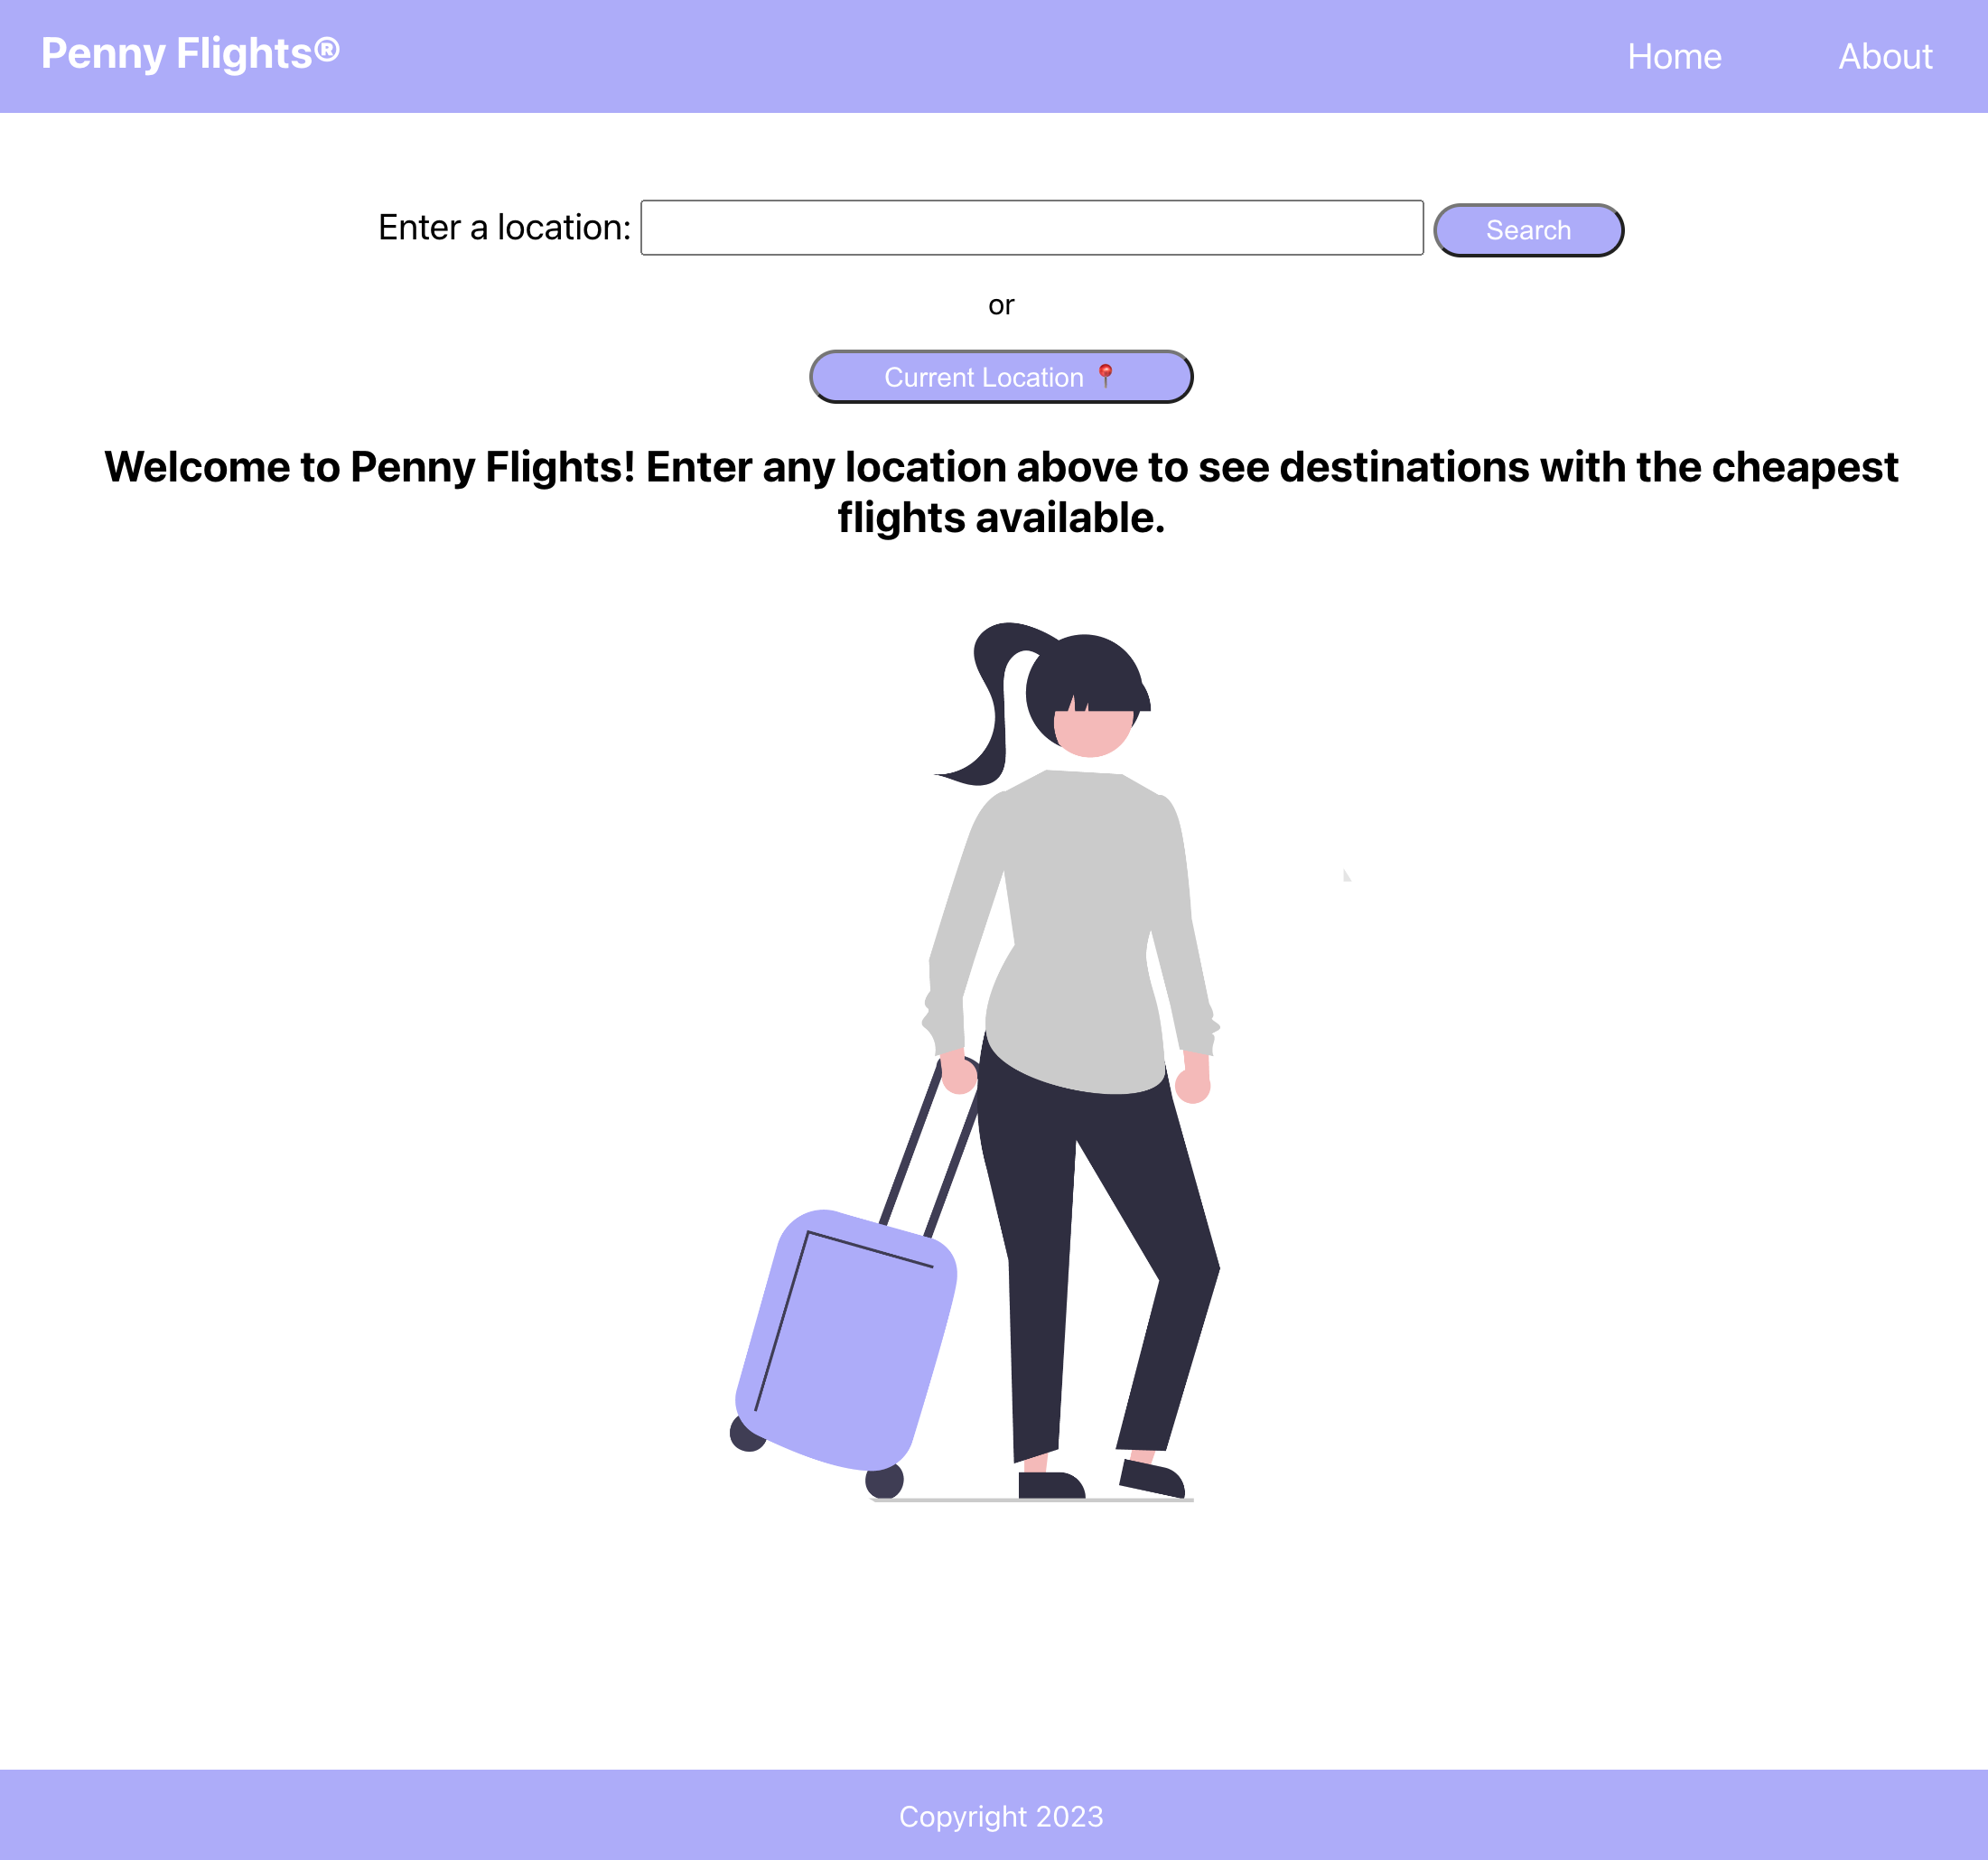 Penny Flights®
Home
About
Enter a location:
Search
or
Current Location 📍
Welcome to Penny Flights! Enter any location above to see destinations with the cheapest
flights available.
Copyright 2023